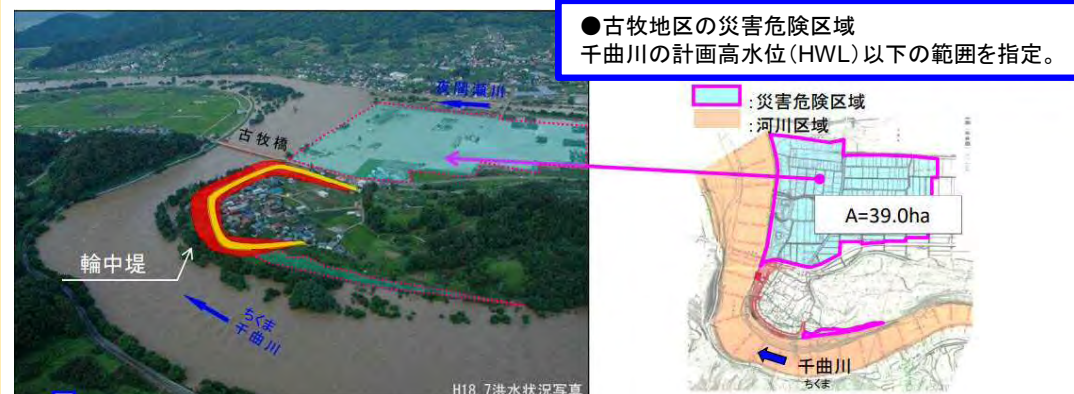 ●古牧地区の災害危険区域
千曲川の計画高水位(HWL)以下の範囲を指定。
夜間瀬川
古牧橋
輪中堤
ちくま
千曲川
H18.7洪水状況写真
:災害危険区域
:河川区域
A=39.0ha
千曲川
ちくま